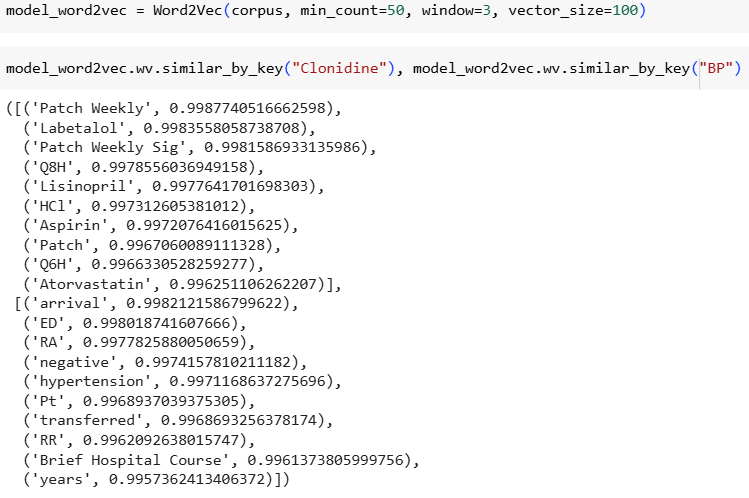 model_word2vec = Word2Vec(corpus, min_count=50, window=3, vector_size=100)
model_word2vec.wv.similar_by_key("Clonidine"), model_word2vec.wv.similar_by_key("BP")
([('Patch Weekly', 0.9987740516662598),
('Labetalol', 0.9983558058738708),
('Patch Weekly Sig', 0.9981586933135986),
('Q8H', 0.9978556036949158),
('Lisinopril', 0.9977641701698303),
('HCl', 0.997312605381012),
('Aspirin', 0.9972076416015625),
('Patch', 0.9967060089111328),
('Q6H', 0.9966330528259277),
('Atorvastatin', 0.996251106262207)],
[('arrival', 0.9982121586799622),
('ED', 0.998018741607666),
('RA', 0.9977825880050659),
('negative', 0.9974157810211182),
('hypertension', 0.9971168637275696),
('Pt', 0.9968937039375305),
('transferred', 0.9968693256378174),
('RR', 0.9962092638015747),
('Brief Hospital Course', 0.9961373805999756),
('years', 0.9957362413406372)])